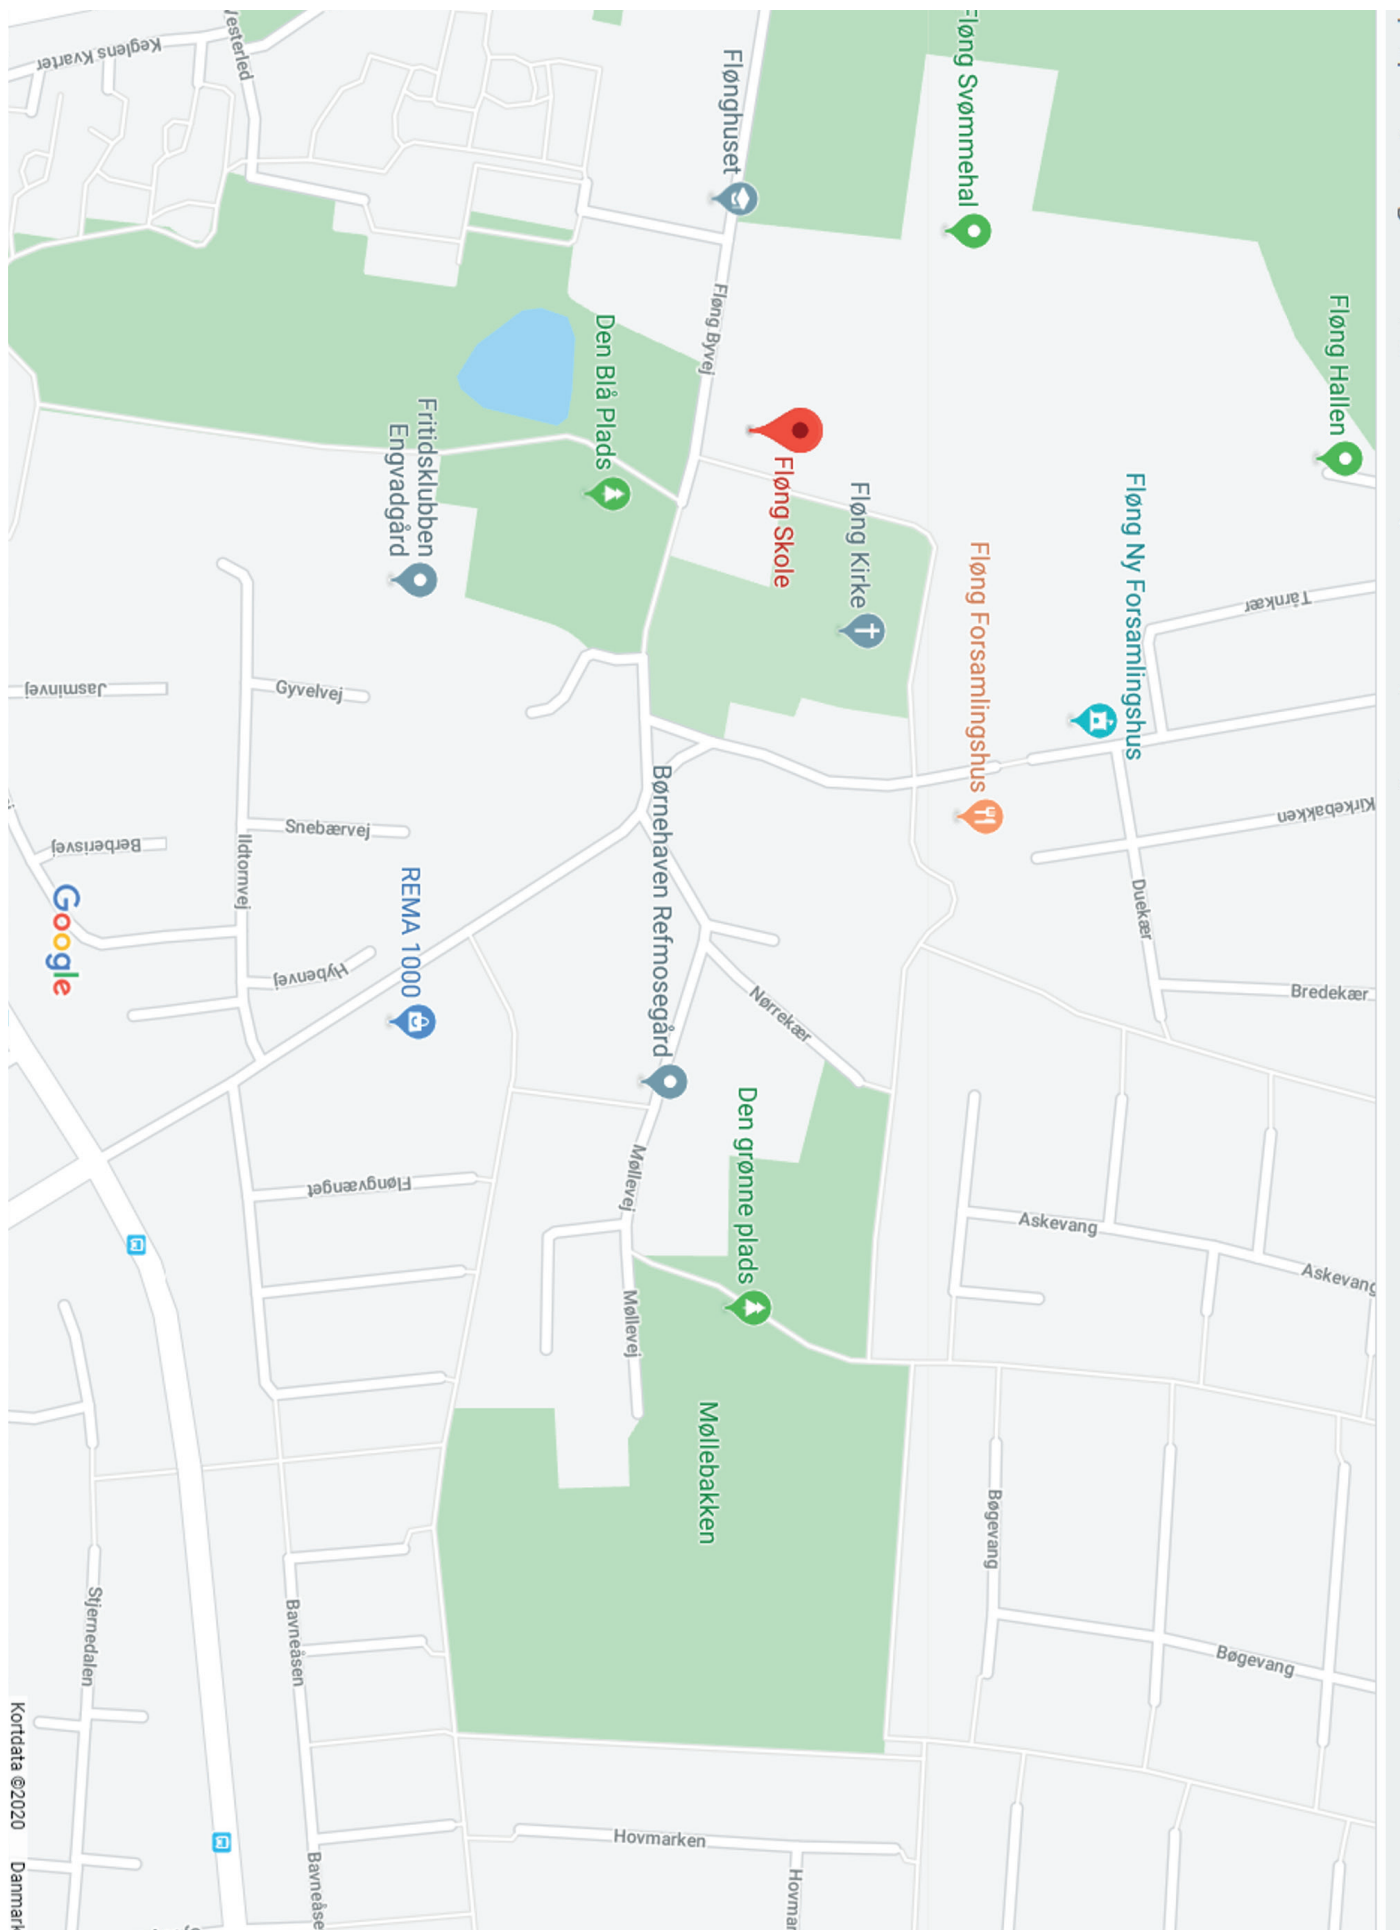 Fløng Hallen
Fløng Svømmehal
Fløng Ny Forsamlingshus
Fløng Forsamlingshus
Fløng Kirke
Fløng Skole
Fløng Byvej
Flønghuset
Den Blå Plads
Fritidsklubben
Engvadgård
Vesterled
Keglens Kvarter
Tårnkær
Kirkebakken
Duekær
Bredekær
Askevang
Askevang
Nørrekær
Børnehaven Refmosegård
Den grønne plads
Møllevej
Møllevej
Møllebakken
Bøgevang
Bøgevang
REMA 1000
Gyvelvej
Jasminvej
Snebærvej
Berberisvej
Ildtornvej
Hybenvej
Fløngvænget
Bavneåsen
Bavneåse
Stjernedalen
Hovmarken
Hovmar
Google
Kortdata ©2020 Danmark